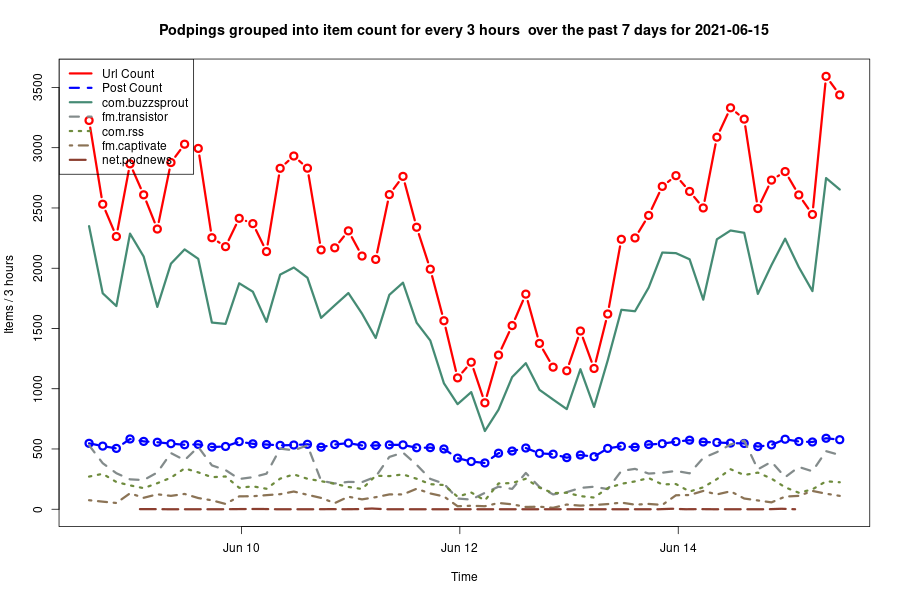 Podpings grouped into item count for every 3 hours  over the past 7 days for 2021-06-15
Url Count
Post Count
com.buzzsprout
fm.transistor
com.rss
fm.captivate
net.podnews
Items / 3 hours
3500
3000
2500
2000
1500
1000
500
0
Jun 10
Jun 12
Jun 14
Time